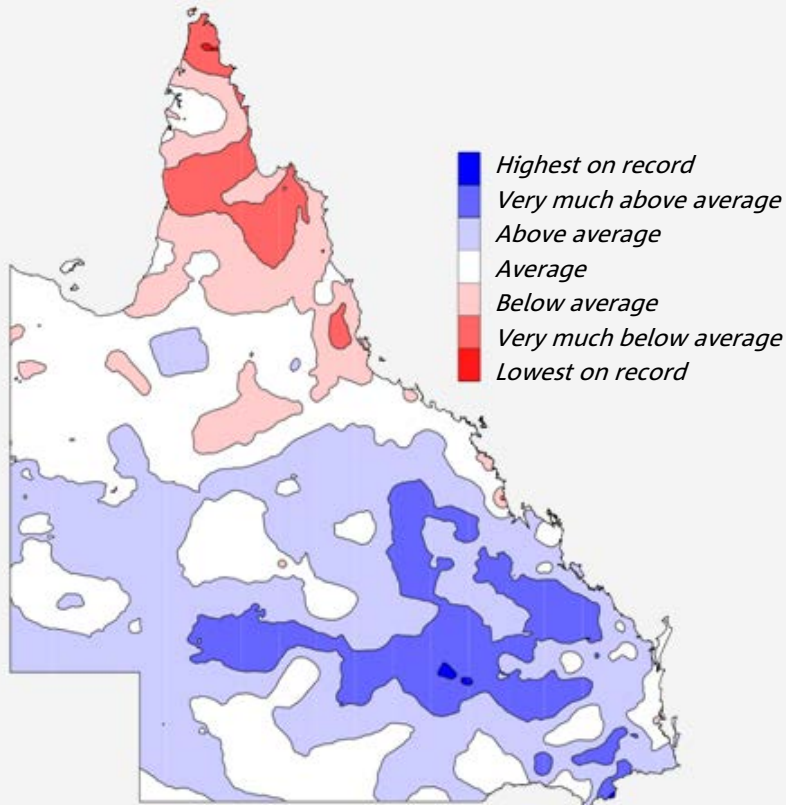 Highest on record
Very much above average
Above average
Average
Below average
Very much below average
Lowest on record